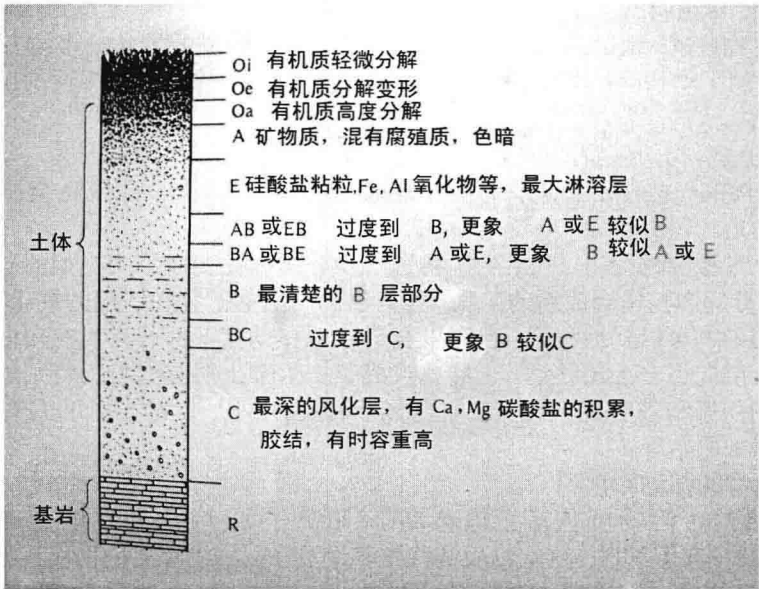 Oi 有机质轻微分解
Oe 有机质分解变形
Oa 有机质高度分解
A 矿物质，混有腐殖质，色暗
E 硅酸盐粘粒,Fe, Al 氧化物等，最大淋溶层
AB 或EB 过度到 B, 更象 A 或E 较似 B
土体
BA 或BE 过度到 A 或E, 更象 B 较似 A 或 E
B 最清楚的 B 层部分
BC 过度到 C, 更象 B 较似C
C 最深的风化层，有 Ca,Mg 碳酸盐的积累，
胶结，有时容重高
基岩
R